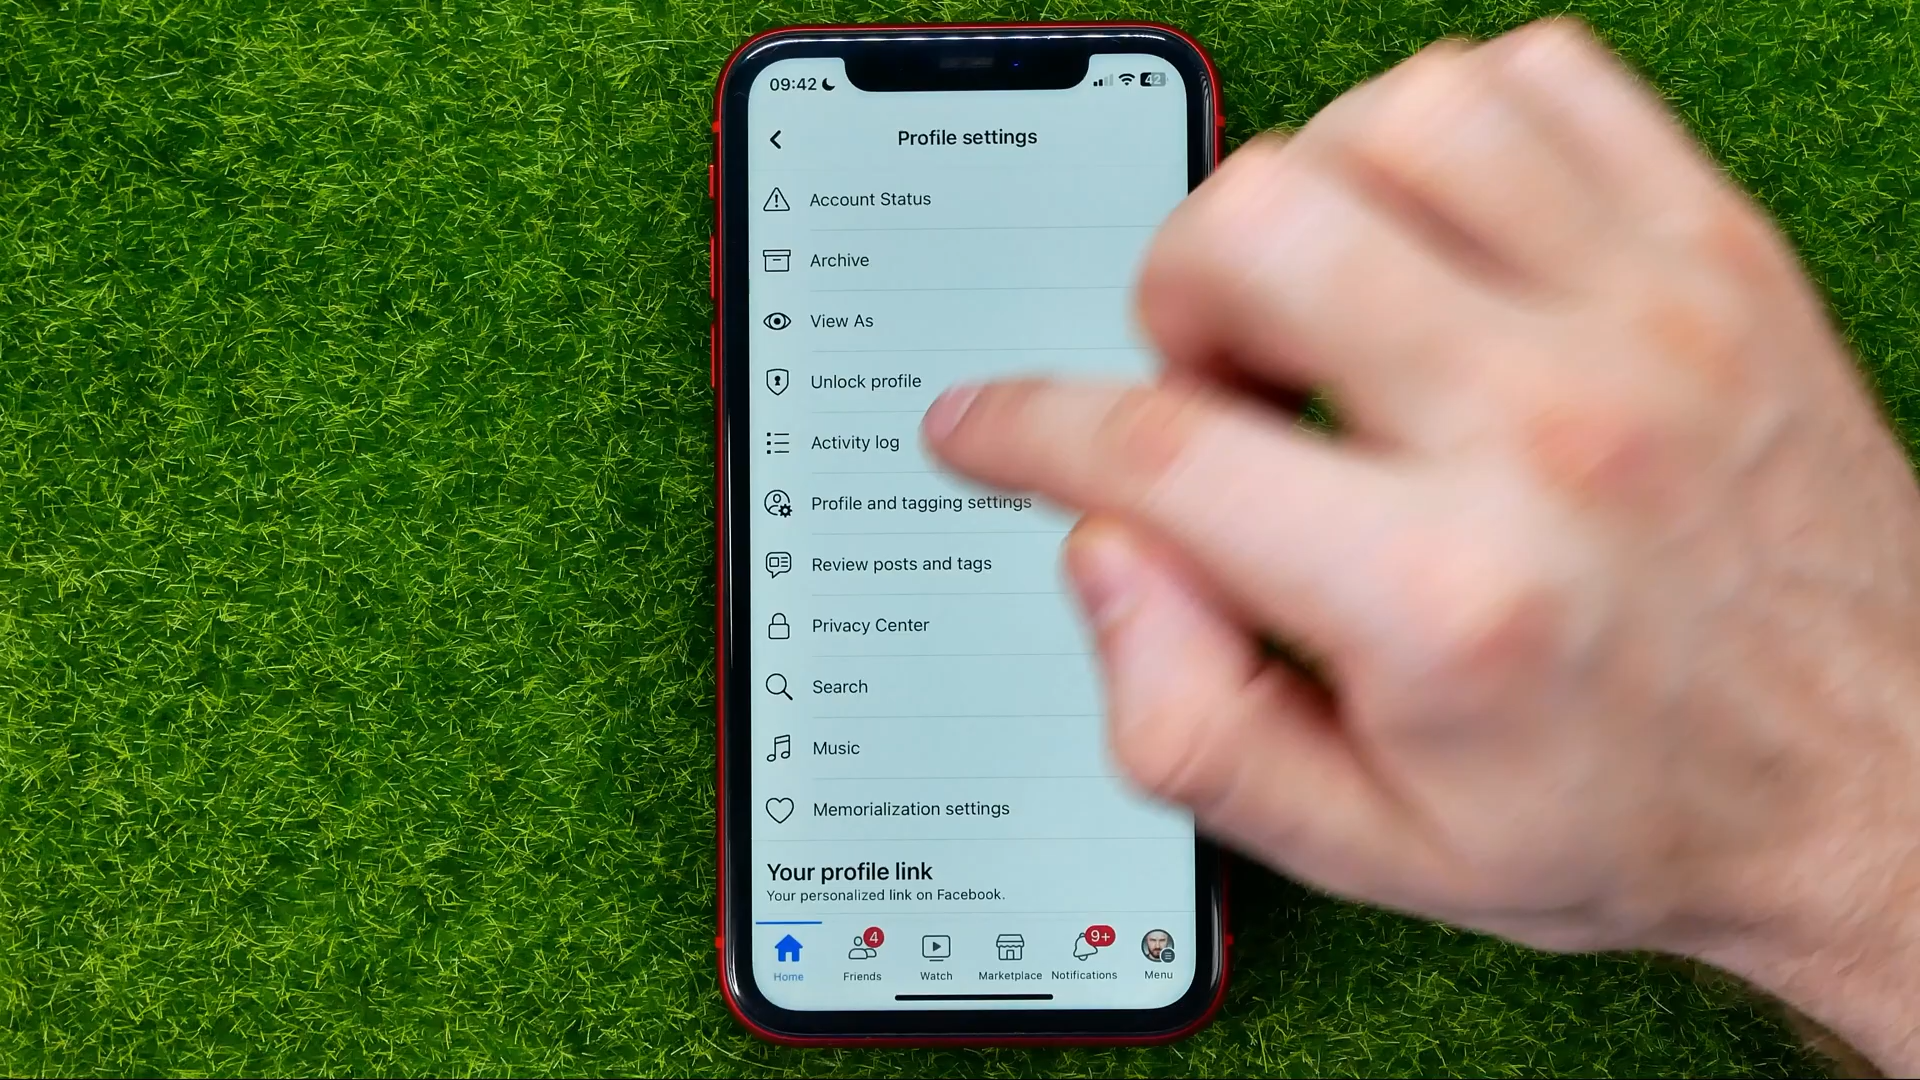 09:42
42
Profile settings
Account Status
Archive
View As
Unlock profile
Activity log
Profile and tagging settings
Review posts and tags
Privacy Center
Search
Music
Memorialization settings
Your profile link
Your personalized link on Facebook.
4
9+
Home
Friends
Watch
Marketplace
Notifications
Menu